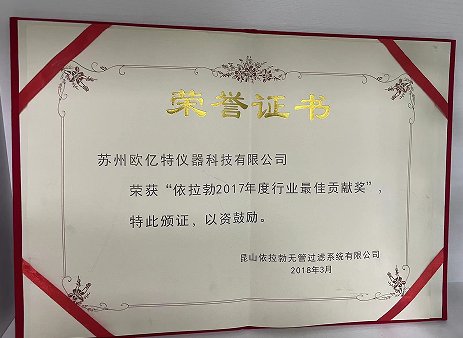 荣誉证书
苏州欧亿特仪器科技有限公司
荣获“依拉勃2017年度行业最佳贡献奖”,
特此颁证、以资鼓励。
昆山依拉勃无管过滤系统有限公司
2018年3月